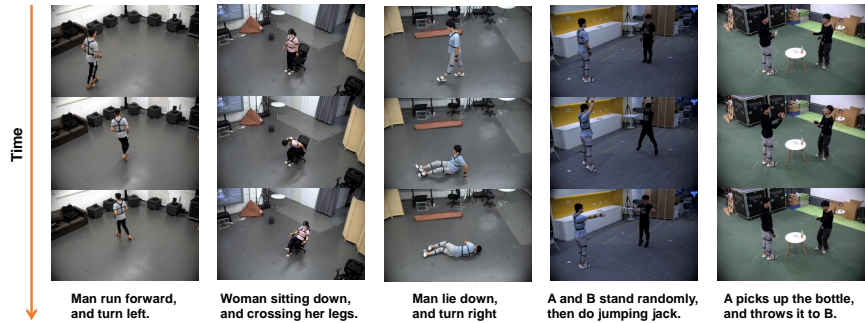 Time
Man run forward,
and turn left.
Woman sitting down,
and crossing her legs.
Man lie down,
and turn right
A and B stand randomly,
then do jumping jack.
A picks up the bottle,
and throws it to B.